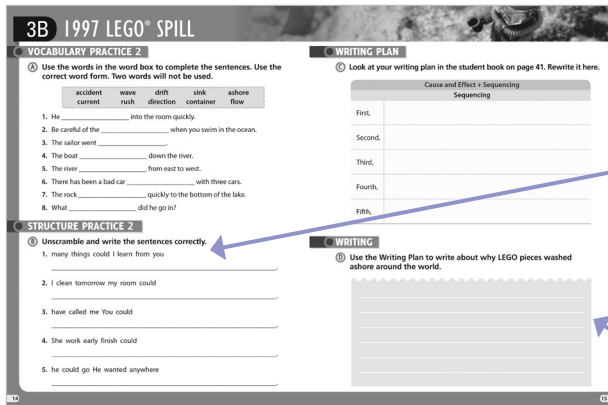 3B 1997 LEGO® SPILL
VOCABULARY PRACTICE 2
A Use the words in the word box to complete the sentences. Use the
correct word form. Two words will not be used.
accident wave drift sink ashore
current rush direction container flow
1. He ____________ into the room quickly.
2. Be careful of the ____________ when you swim in the ocean.
3. The sailor went ____________.
4. The boat ____________ down the river.
5. The river ____________ from east to west.
6. There has been a bad car ____________ with three cars.
7. The rock ____________ quickly to the bottom of the lake.
8. What ____________ did he go in?
STRUCTURE PRACTICE 2
B Unscramble and write the sentences correctly.
1. many things could I learn from you
2. I clean tomorrow my room could
3. have called me You could
4. She work early finish could
5. he could go He wanted anywhere
14
WRITING PLAN
C Look at your writing plan in the student book on page 41. Rewrite it here.
Cause and Effect + Sequencing
Sequencing
First,
Second,
Third,
Fourth,
Fifth,
WRITING
D Use the Writing Plan to write about why LEGO pieces washed
ashore around the world.
15